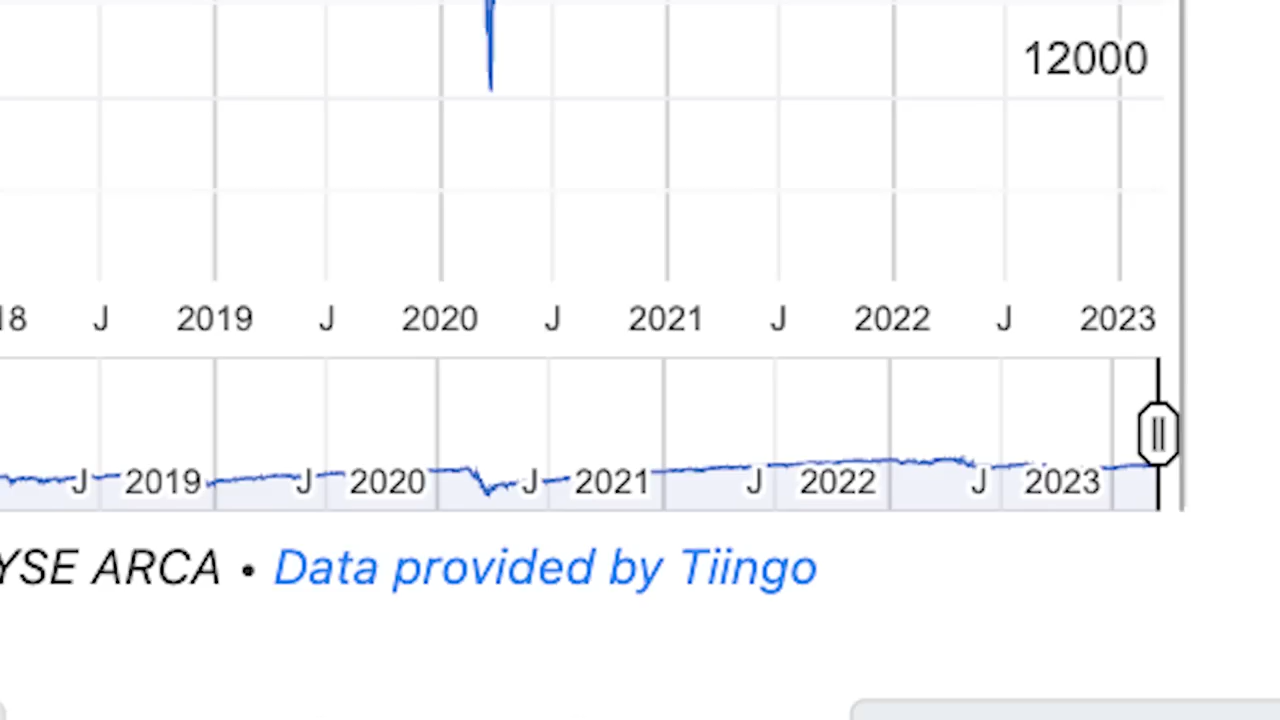 12000
18 J 2019 J 2020 J 2021 J 2022 J 2023
J 2019 J 2020 J 2021 J 2022 J 2023
YSE ARCA • Data provided by Tiingo